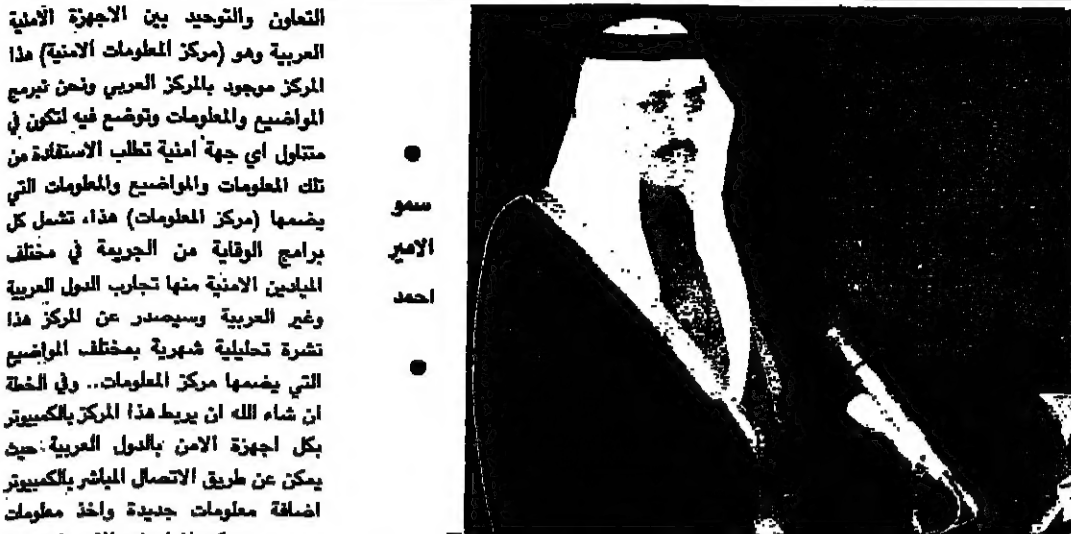 التعاون والتوحيد بين الاجهزة الامنية
العربية وهو (مركز المعلومات الامنية) هذا
المركز موجود بالمركز العربي ونحن نبرمج
المواضيع والمعلومات وتوضع فيه لتكون في
متناول اي جهة امنية تطلب الاستفادة من
تلك المعلومات والمواضيع والمعلومات التي
يضمها (مركز المعلومات) هذا، تشمل كل
برامج الوقاية من الجريمة في مختلف
الميادين الامنية منها تجارب الدول العربية
وغير العربية وسيصدر عن المركز هذا
نشرة تحليلية شهرية بمختلف المواضيع
التي يضمها مركز المعلومات.. وفي الخطة
ان شاء الله ان يربط هذا المركز بالكمبيوتر
بكل اجهزة الامن بالدول العربية حيث
يمكن عن طريق الاتصال المباشر بالكمبيوتر
اضافة معلومات جديدة واخذ معلومات
سمو
الامير
احمد